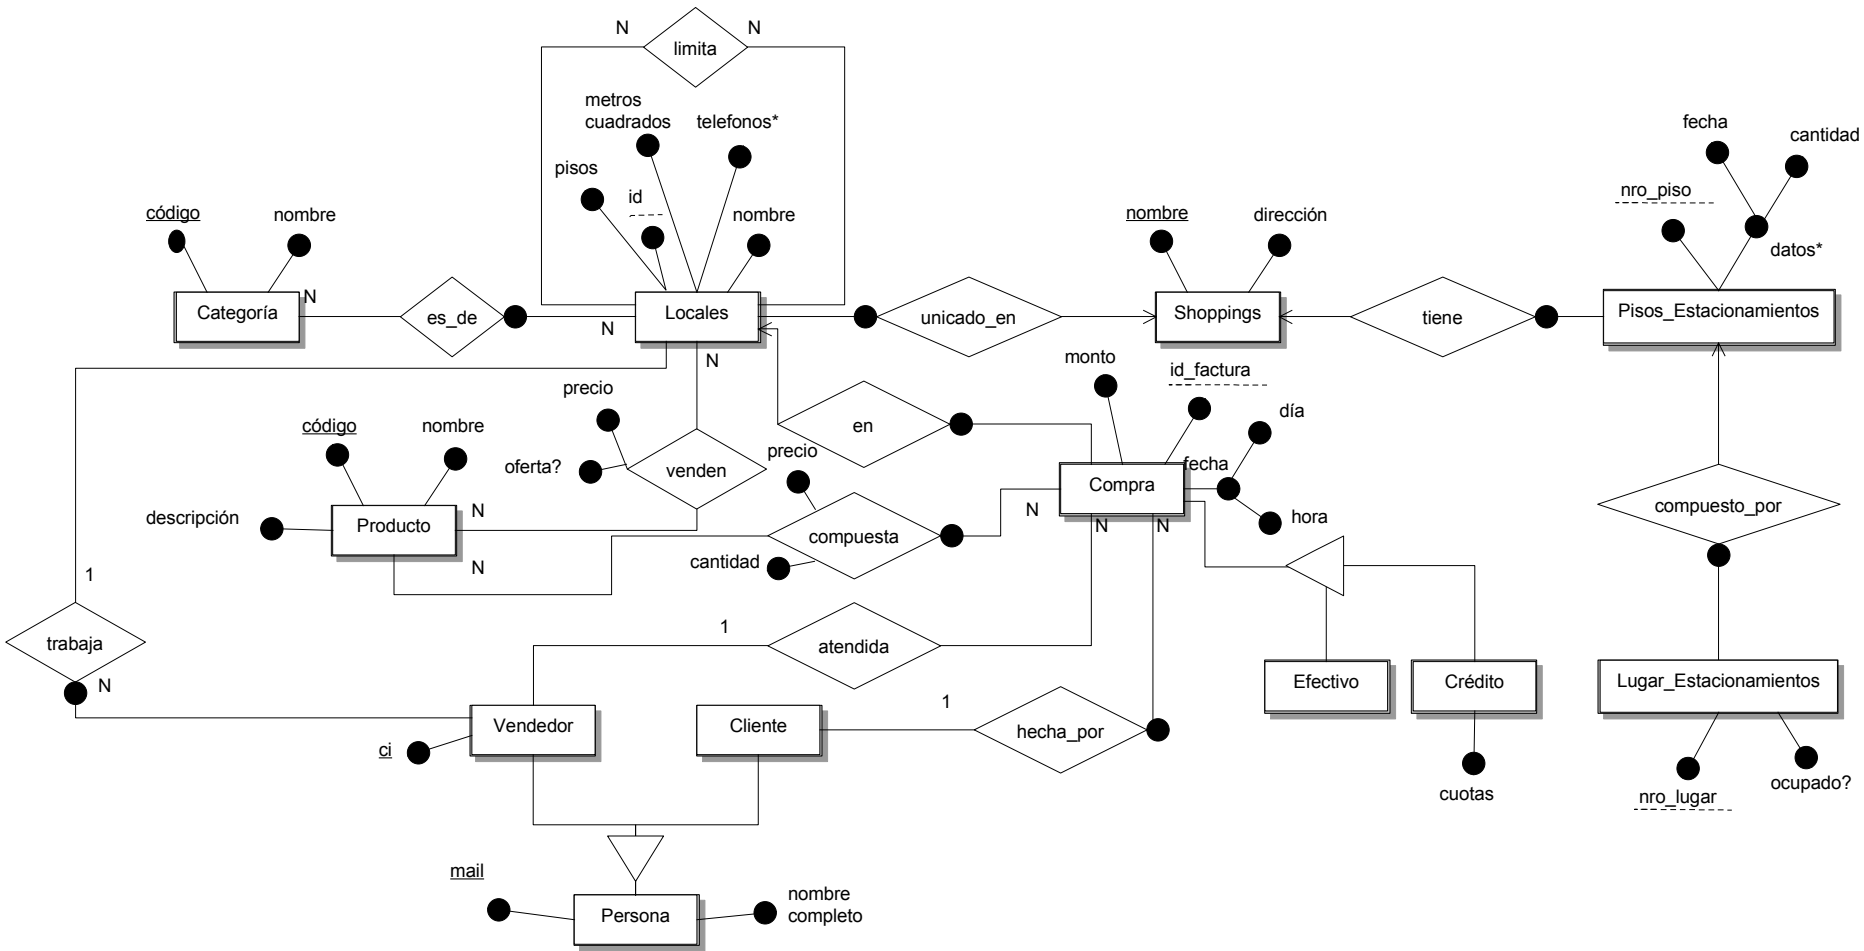 N
N
limita
metros
cuadrados
telefonos*
fecha
cantidad
pisos
id
nro_piso
código
nombre
nombre
nombre
dirección
datos*
N
Categoría
es_de
N
Locales
unicado_en
Shoppings
tiene
Pisos_Estacionamientos
N
monto
id_factura
precio
código
nombre
en
día
oferta?
venden
precio
fecha
Compra
descripción
Producto
N
N
N
N
hora
compuesto_por
compuesta
N
cantidad
1
trabaja
1
atendida
N
Efectivo
Crédito
Lugar_Estacionamientos
1
Vendedor
Cliente
hecha_por
ci
cuotas
nro_lugar
ocupado?
mail
nombre
completo
Persona